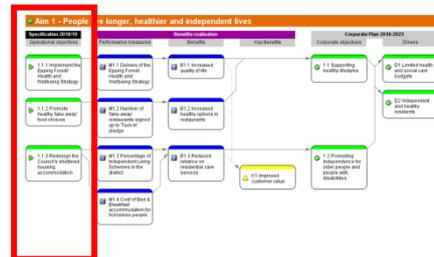 Aim 1 - People live longer, healthier and independent lives
Specification 2018/19
Benefits realisation
Corporate Plan 2018-2023
Operational objectives
Performance measures
Benefits
Key Benefits
Corporate objectives
Drivers
1.1.1 Implement the
Epping Forest
Health and
Wellbeing Strategy
M1.1 Delivery of the
Epping Forest
Health and
Wellbeing Strategy
B1.1 Increased
quality of life
1.1 Supporting
healthy lifestyles
D1 Limited health
and social care
budgets
1.1.2 Promote
healthy 'take away'
food choices
M1.2 Number of
'take-away'
restaurants signed
up to 'Tuck in'
pledge
B1.2 Increased
healthy options in
restaurants
D2 Independent
and healthy
residents
1.1.3 Redesign the
Council's sheltered
housing
accommodation
M1.3 Percentage of
Independent Living
Schemes in the
district
B1.3 Reduced
reliance on
residential care
services
K1 Improved
customer value
1.2 Promoting
independence for
older people and
people with
disabilities
M1.4 Cost of Bed &
Breakfast
accommodation for
homeless people